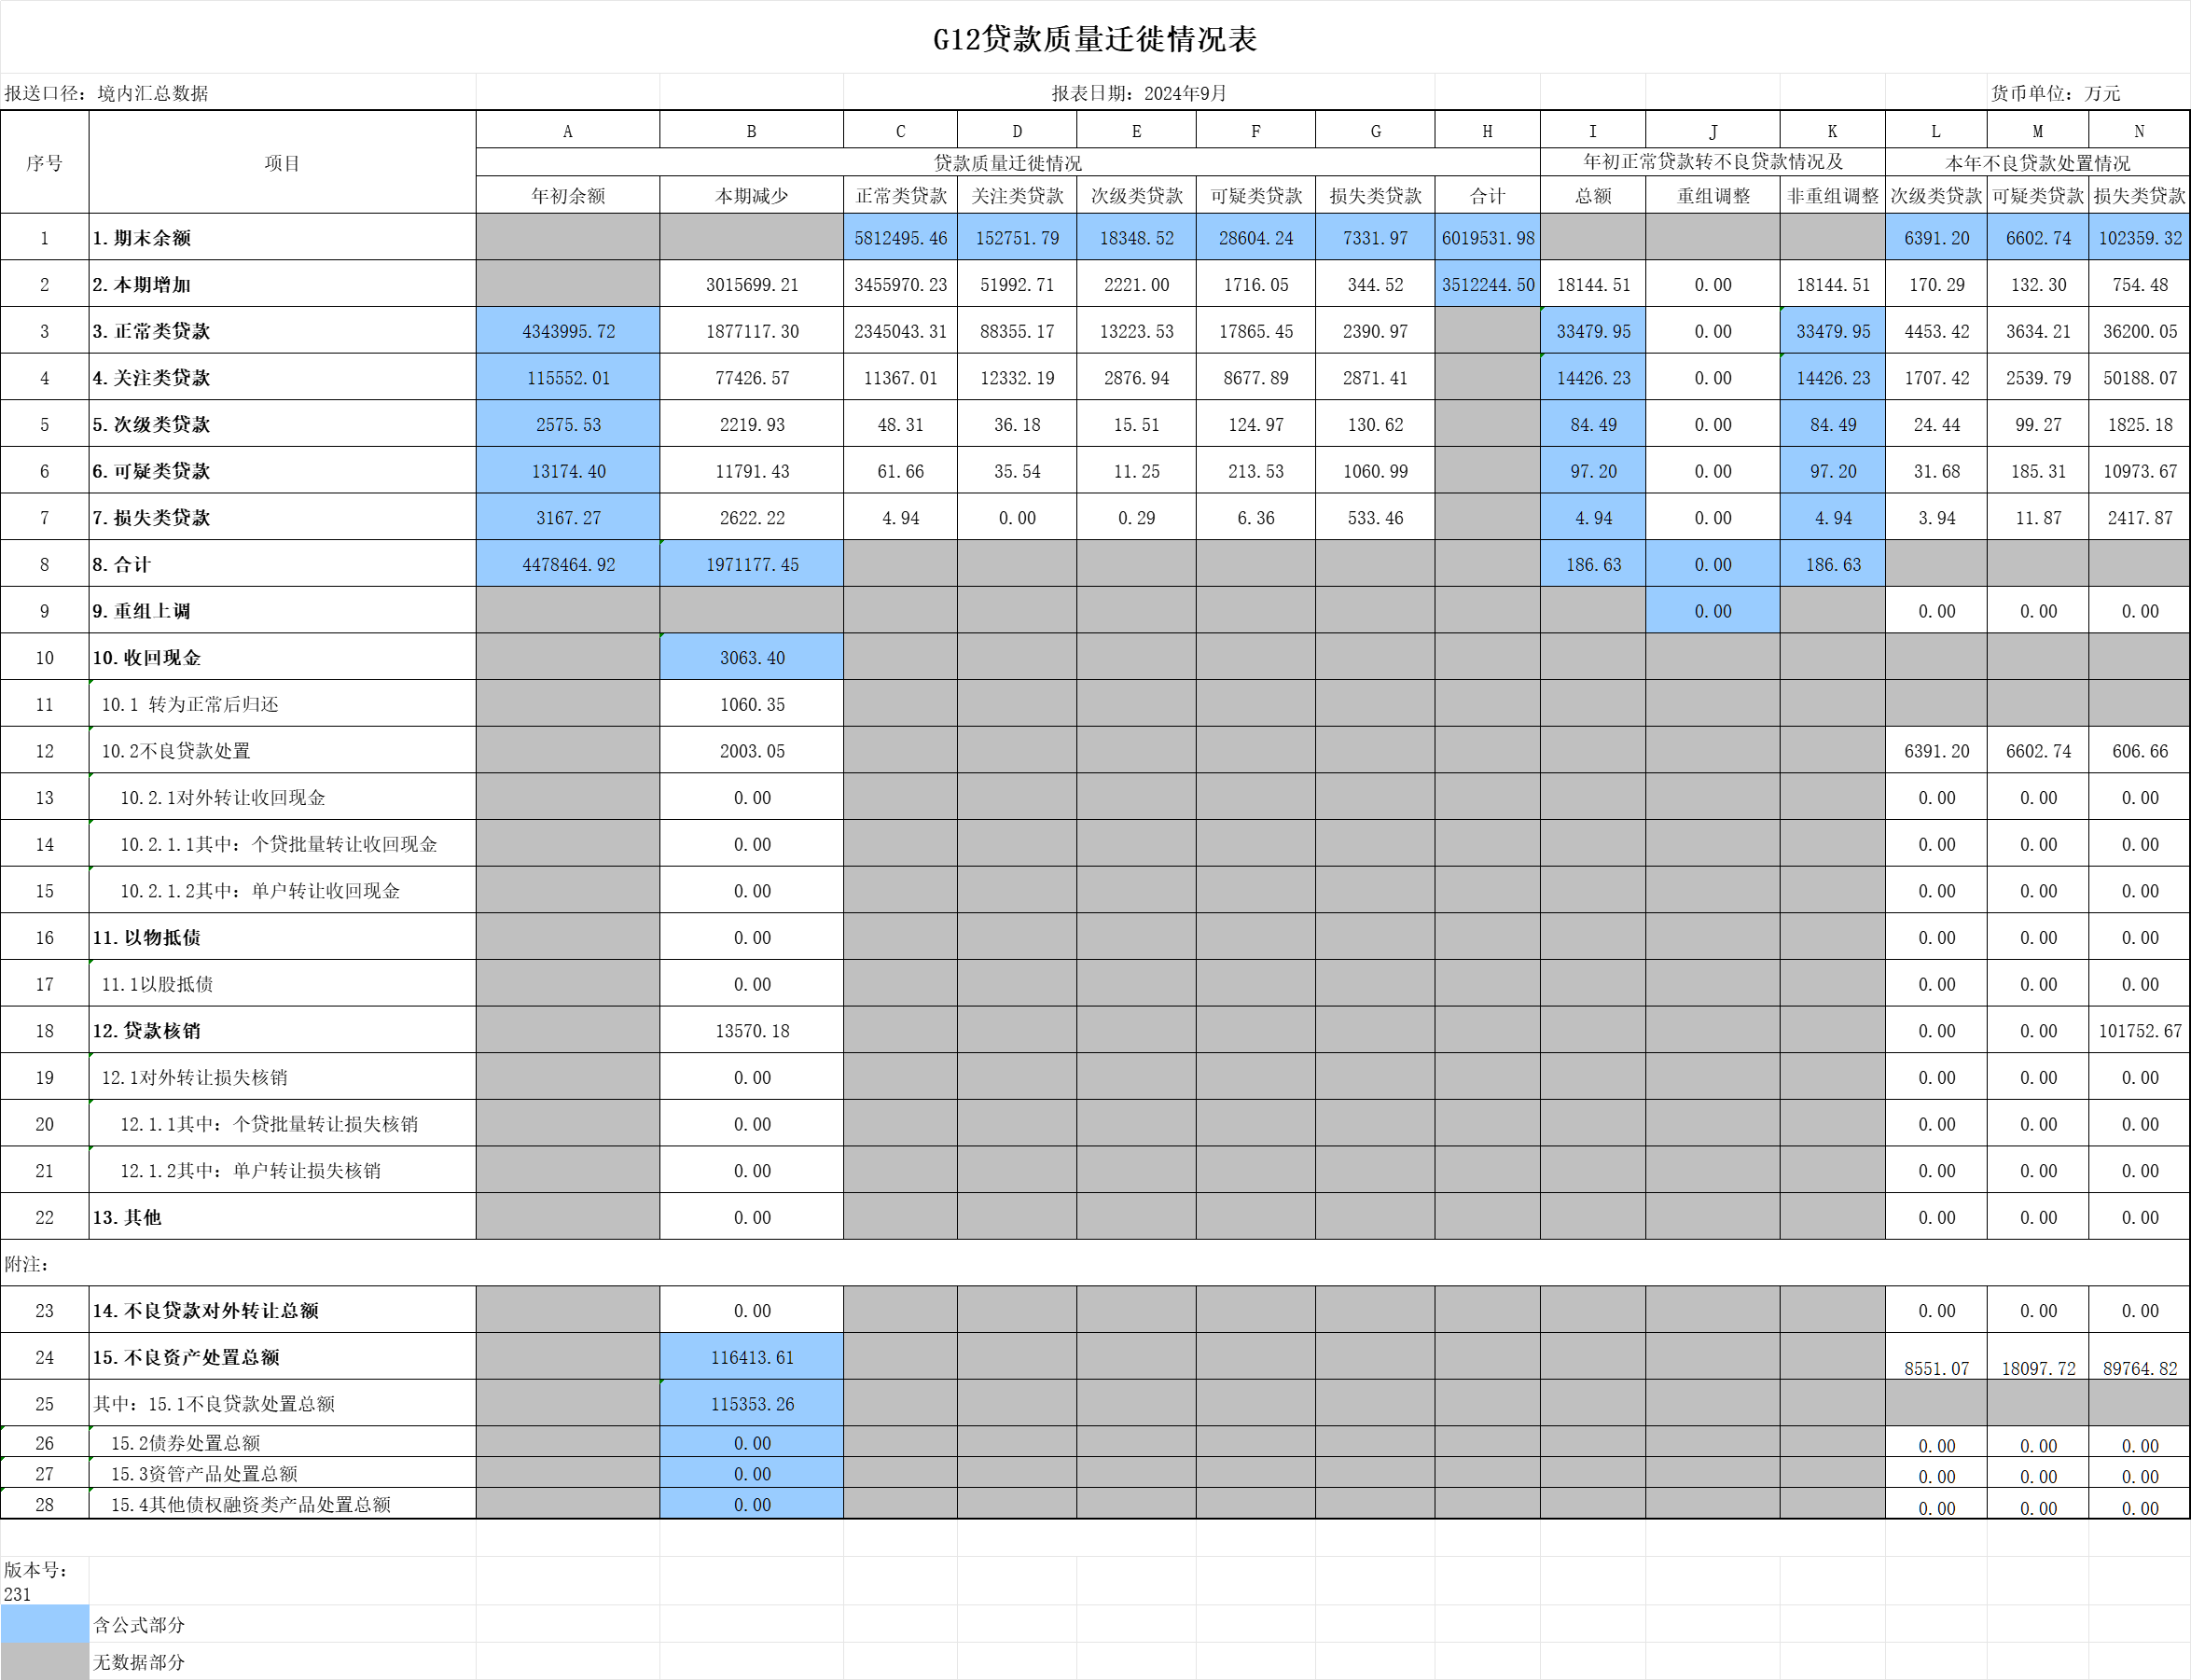 G12贷款质量迁徙情况表
报送口径：境内汇总数据 报表日期：2024年9月 货币单位：万元
序号 项目 A B C D E F G H I J K L M N
贷款质量迁徙情况 年初正常贷款转不良贷款情况及 本年不良贷款处置情况
年初余额 本期减少 正常类贷款 关注类贷款 次级类贷款 可疑类贷款 损失类贷款 合计 总额 重组调整 非重组调整 次级类贷款 可疑类贷款 损失类贷款
1 1.期末余额 5812495.46 152751.79 18348.52 28604.24 7331.97 6019531.98 6391.20 6602.74 102359.32
2 2.本期增加 3015699.21 3455970.23 51992.71 2221.00 1716.05 344.52 3512244.50 18144.51 0.00 18144.51 170.29 132.30 754.48
3 3.正常类贷款 4343995.72 1877117.30 2345043.31 88355.17 13223.53 17865.45 2390.97 33479.95 0.00 33479.95 4453.42 3634.21 36200.05
4 4.关注类贷款 115552.01 77426.57 11367.01 12332.19 2876.94 8677.89 2871.41 14426.23 0.00 14426.23 1707.42 2539.79 50188.07
5 5.次级类贷款 2575.53 2219.93 48.31 36.18 15.51 124.97 130.62 84.49 0.00 84.49 24.44 99.27 1825.18
6 6.可疑类贷款 13174.40 11791.43 61.66 35.54 11.25 213.53 1060.99 97.20 0.00 97.20 31.68 185.31 10973.67
7 7.损失类贷款 3167.27 2622.22 4.94 0.00 0.29 6.36 533.46 4.94 0.00 4.94 3.94 11.87 2417.87
8 8.合计 4478464.92 1971177.45 186.63 0.00 186.63
9 9.重组上调 0.00 0.00 0.00 0.00
10 10.收回现金 3063.40
11 10.1 转为正常后归还 1060.35
12 10.2不良贷款处置 2003.05 6391.20 6602.74 606.66
13 10.2.1对外转让收回现金 0.00 0.00 0.00 0.00
14 10.2.1.1其中：个贷批量转让收回现金 0.00 0.00 0.00 0.00
15 10.2.1.2其中：单户转让收回现金 0.00 0.00 0.00 0.00
16 11.以物抵债 0.00 0.00 0.00 0.00
17 11.1以股抵债 0.00 0.00 0.00 0.00
18 12.贷款核销 13570.18 0.00 0.00 101752.67
19 12.1对外转让损失核销 0.00 0.00 0.00 0.00
20 12.1.1其中：个贷批量转让损失核销 0.00 0.00 0.00 0.00
21 12.1.2其中：单户转让损失核销 0.00 0.00 0.00 0.00
22 13.其他 0.00 0.00 0.00 0.00
附注：
23 14.不良贷款对外转让总额 0.00 0.00 0.00 0.00
24 15.不良资产处置总额 116413.61 8551.07 18097.72 89764.82
25 其中：15.1不良贷款处置总额 115353.26
26 15.2债券处置总额 0.00 0.00 0.00 0.00
27 15.3资管产品处置总额 0.00 0.00 0.00 0.00
28 15.4其他债权融资类产品处置总额 0.00 0.00 0.00 0.00
版本号：
231
含公式部分
无数据部分